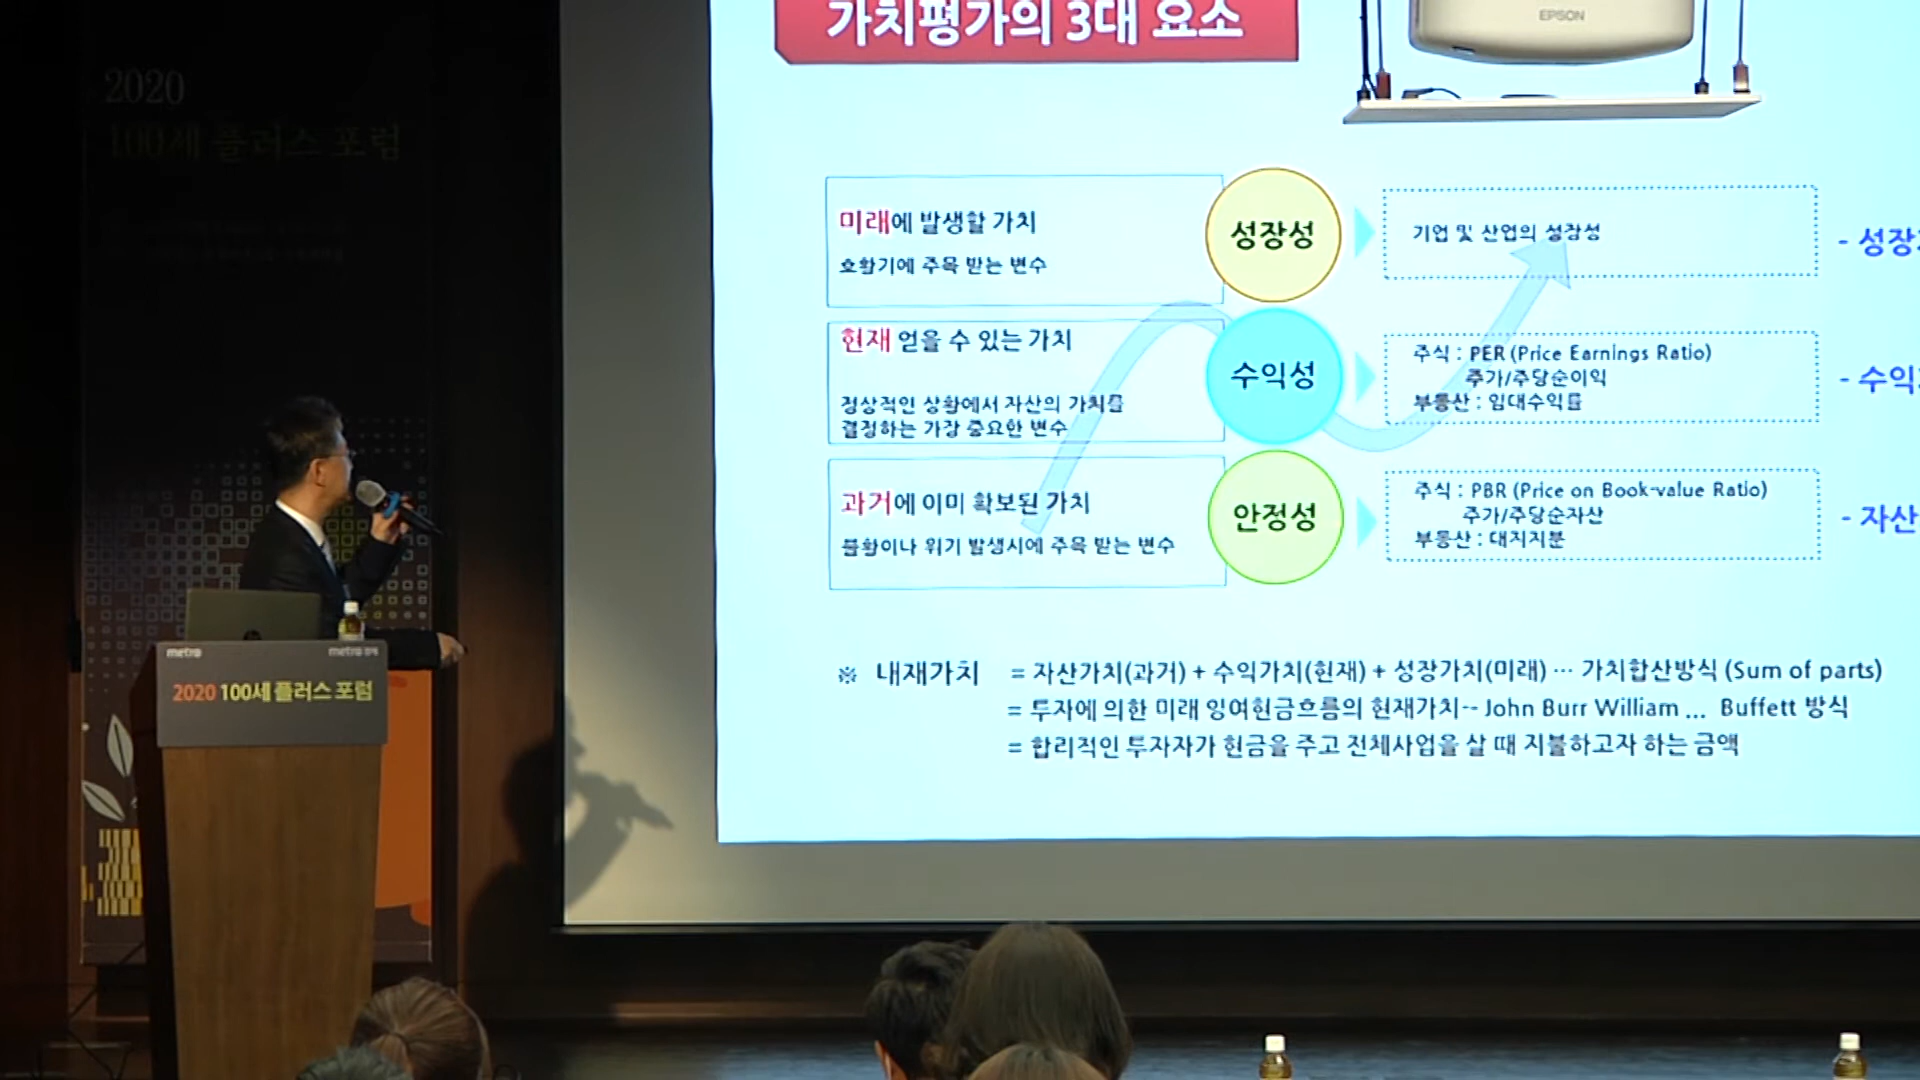 2020
100세 플러스 포럼
metro
metro 경제
2020 100세 플러스 포럼
EPSON
가치평가의 3대 요소
미래에 발생할 가치
호황기에 주목 받는 변수
성장성
기업 및 산업의 성장성
- 성장
현재 얻을 수 있는 가치
정상적인 상황에서 자산의 가치를
결정하는 가장 중요한 변수
수익성
주식 : PER (Price Earnings Ratio)
주가/주당순이익
부동산 : 임대수익률
- 수익
과거에 이미 확보된 가치
불황이나 위기 발생시에 주목 받는 변수
안정성
주식 : PBR (Price on Book-value Ratio)
주가/주당순자산
부동산 : 대지지분
- 자산
※ 내재가치 = 자산가치(과거) + 수익가치(현재) + 성장가치(미래) ··· 가치합산방식 (Sum of parts)
= 투자에 의한 미래 잉여현금흐름의 현재가치-- John Burr William ... Buffett 방식
= 합리적인 투자자가 현금을 주고 전체사업을 살 때 지불하고자 하는 금액